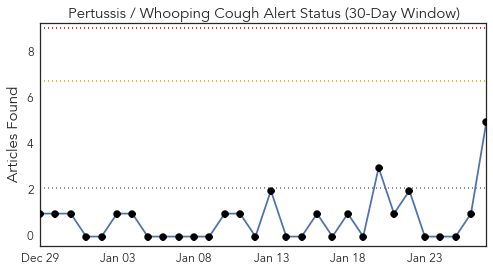 Pertussis / Whooping Cough Alert Status (30-Day Window)
Articles Found
8
6
4
2
0
Dec 29 Jan 03 Jan 08 Jan 13 Jan 18 Jan 23